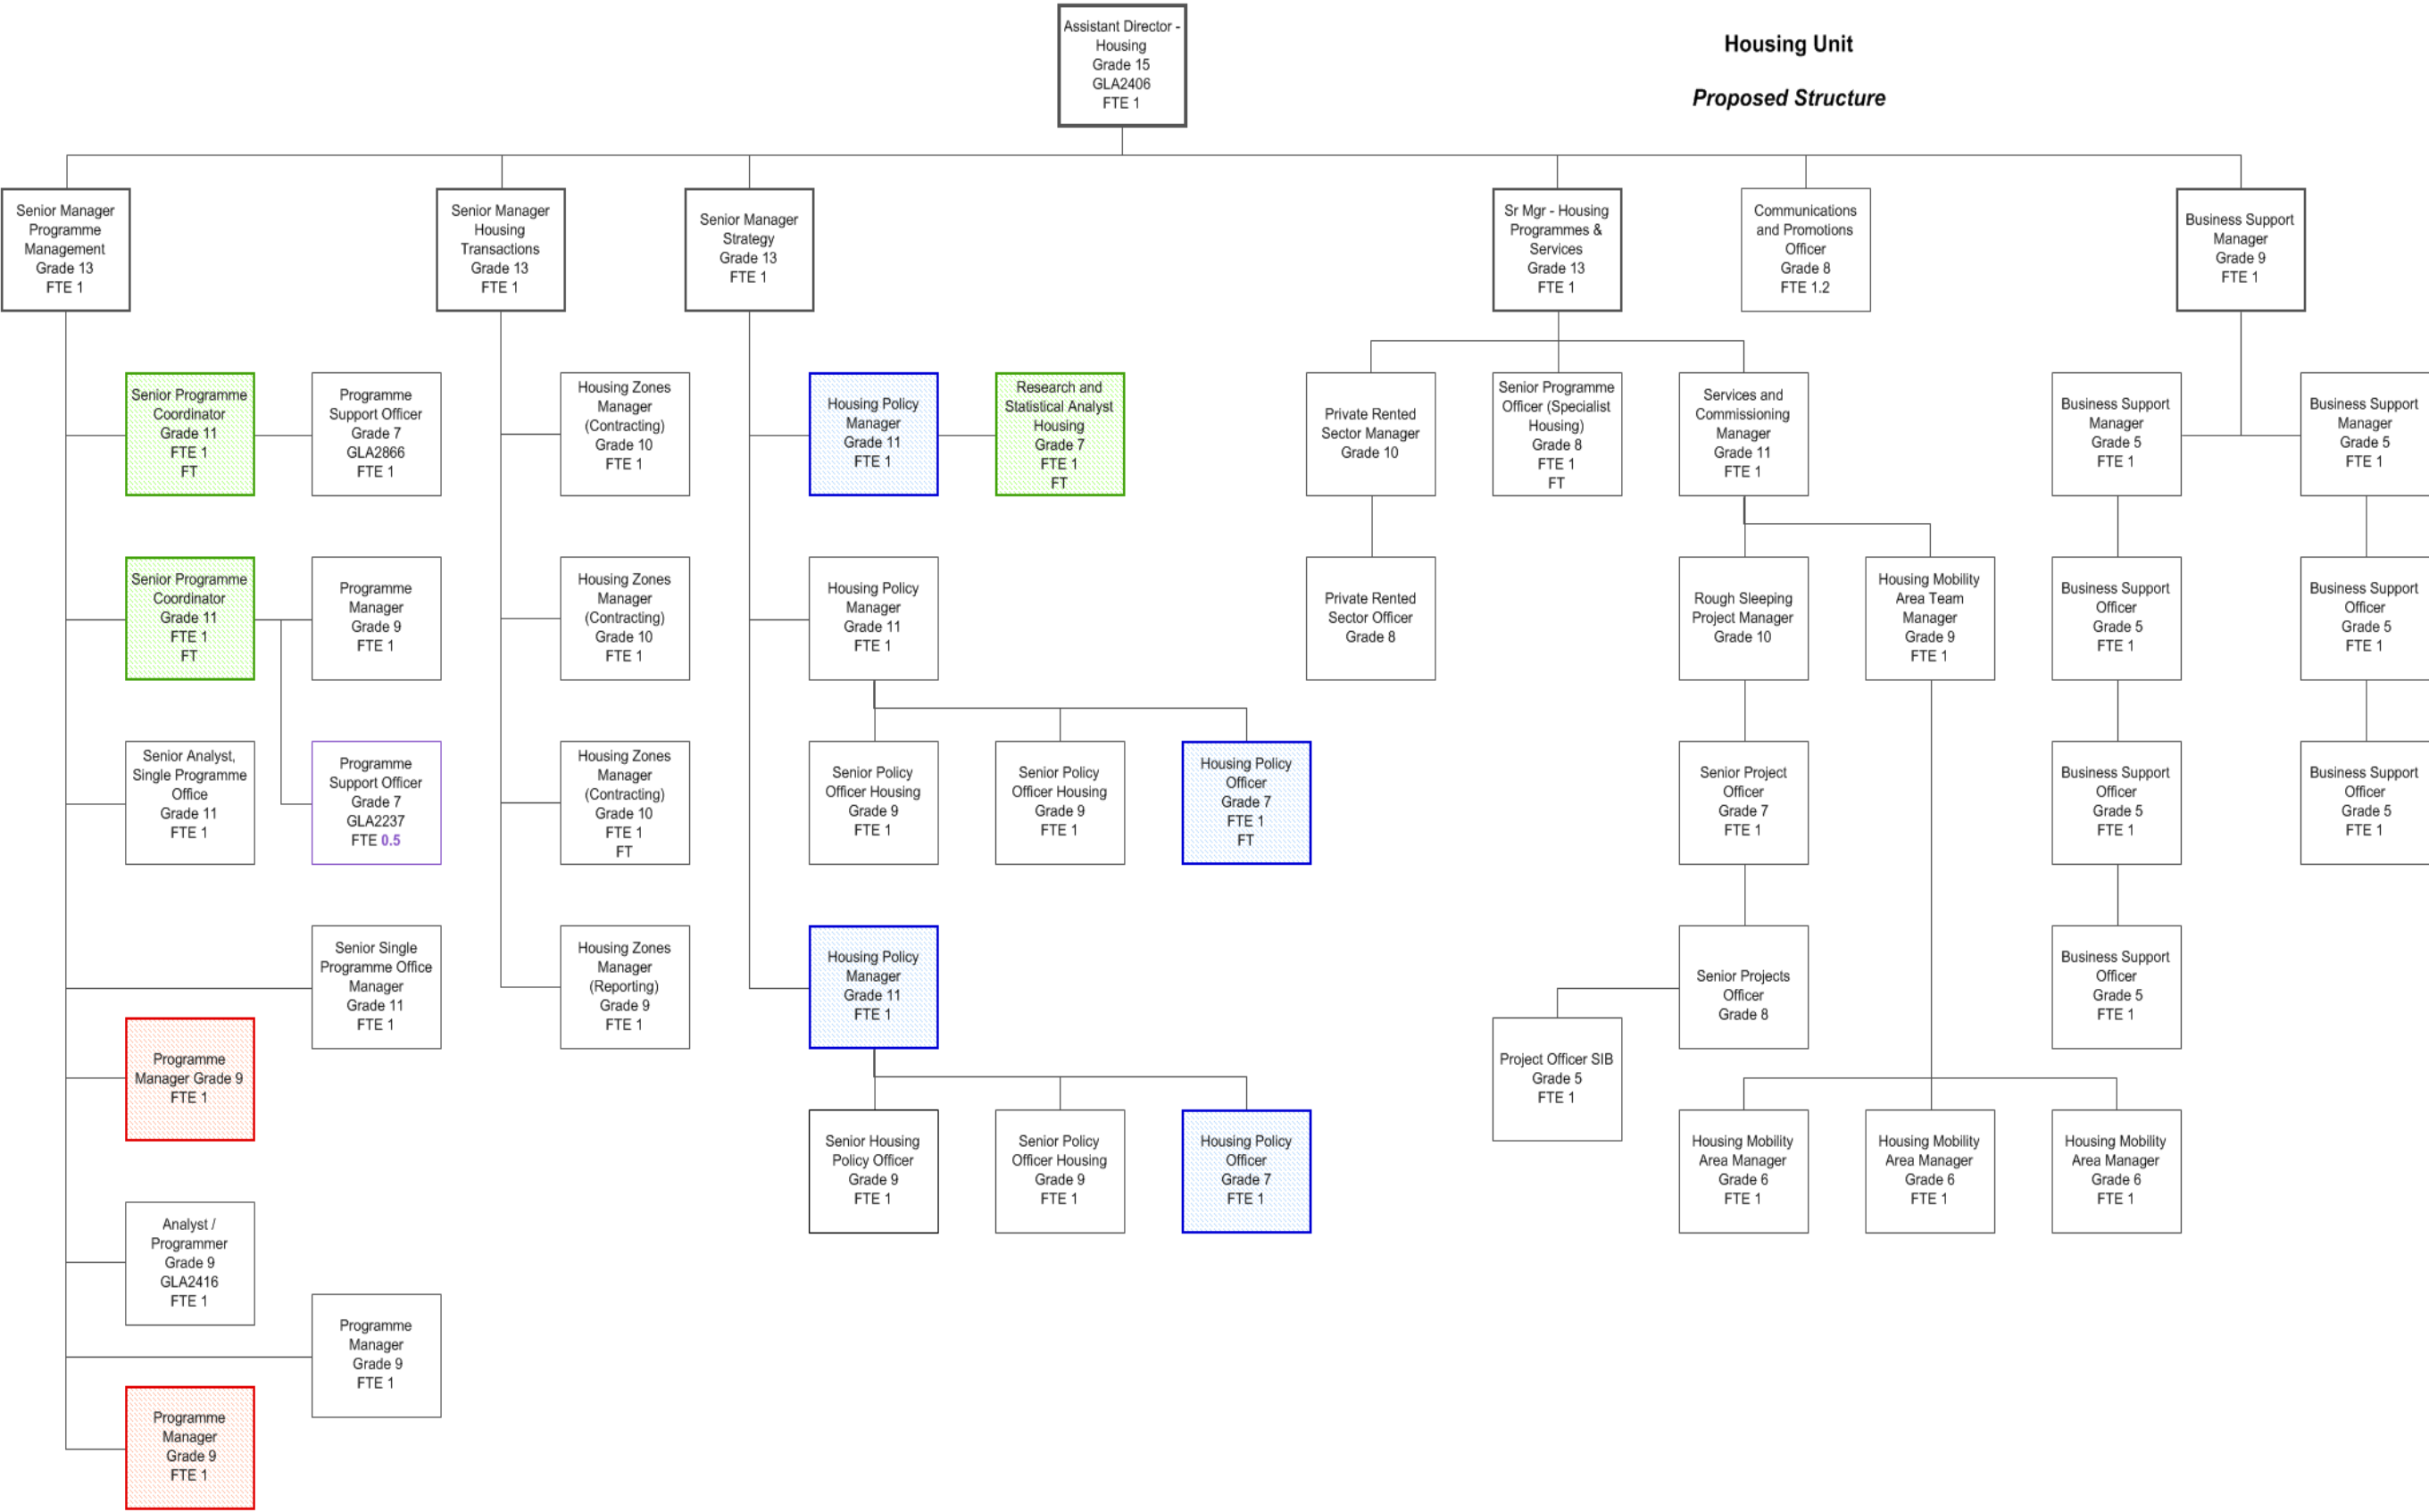 Assistant Director -
Housing
Grade 15
GLA2406
FTE 1
Housing Unit
Proposed Structure
Senior Manager
Programme
Management
Grade 13
FTE 1
Senior Manager
Housing
Transactions
Grade 13
FTE 1
Senior Manager
Strategy
Grade 13
FTE 1
Sr Mgr - Housing
Programmes &
Services
Grade 13
FTE 1
Communications
and Promotions
Officer
Grade 8
FTE 1.2
Business Support
Manager
Grade 9
FTE 1
Senior Programme
Coordinator
Grade 11
FTE 1
FT
Programme
Support Officer
Grade 7
GLA2866
FTE 1
Housing Zones
Manager
(Contracting)
Grade 10
FTE 1
Housing Policy
Manager
Grade 11
FTE 1
Research and
Statistical Analyst
Housing
Grade 7
FTE 1
FT
Private Rented
Sector Manager
Grade 10
Senior Programme
Officer (Specialist
Housing)
Grade 8
FTE 1
FT
Services and
Commissioning
Manager
Grade 11
FTE 1
Business Support
Manager
Grade 5
FTE 1
Business Support
Manager
Grade 5
FTE 1
Senior Programme
Coordinator
Grade 11
FTE 1
FT
Programme
Manager
Grade 9
FTE 1
Housing Zones
Manager
(Contracting)
Grade 10
FTE 1
Housing Policy
Manager
Grade 11
FTE 1
Private Rented
Sector Officer
Grade 8
Rough Sleeping
Project Manager
Grade 10
Housing Mobility
Area Team
Manager
Grade 9
FTE 1
Business Support
Officer
Grade 5
FTE 1
Business Support
Officer
Grade 5
FTE 1
Senior Analyst,
Single Programme
Office
Grade 11
FTE 1
Programme
Support Officer
Grade 7
GLA2237
FTE 0.5
Housing Zones
Manager
(Contracting)
Grade 10
FTE 1
FT
Senior Policy
Officer Housing
Grade 9
FTE 1
Senior Policy
Officer Housing
Grade 9
FTE 1
Housing Policy
Officer
Grade 7
FTE 1
FT
Senior Project
Officer
Grade 7
FTE 1
Business Support
Officer
Grade 5
FTE 1
Business Support
Officer
Grade 5
FTE 1
Senior Single
Programme Office
Manager
Grade 11
FTE 1
Housing Zones
Manager
(Reporting)
Grade 9
FTE 1
Housing Policy
Manager
Grade 11
FTE 1
Senior Projects
Officer
Grade 8
Business Support
Officer
Grade 5
FTE 1
Programme
Manager Grade 9
FTE 1
Project Officer SIB
Grade 5
FTE 1
Senior Housing
Policy Officer
Grade 9
FTE 1
Senior Policy
Officer Housing
Grade 9
FTE 1
Housing Policy
Officer
Grade 7
FTE 1
Housing Mobility
Area Manager
Grade 6
FTE 1
Housing Mobility
Area Manager
Grade 6
FTE 1
Housing Mobility
Area Manager
Grade 6
FTE 1
Analyst /
Programmer
Grade 9
GLA2416
FTE 1
Programme
Manager
Grade 9
FTE 1
Programme
Manager
Grade 9
FTE 1